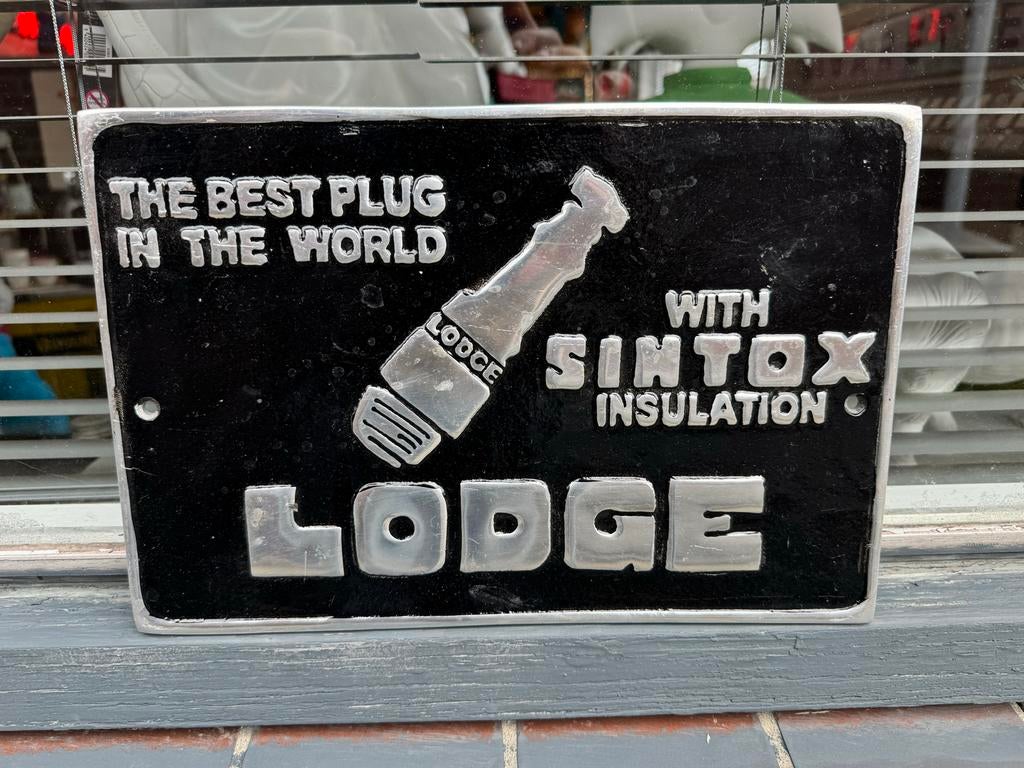 THE BEST PLUG
IN THE WORLD
LODGE
WITH
SINTOX
INSULATION
LODGE